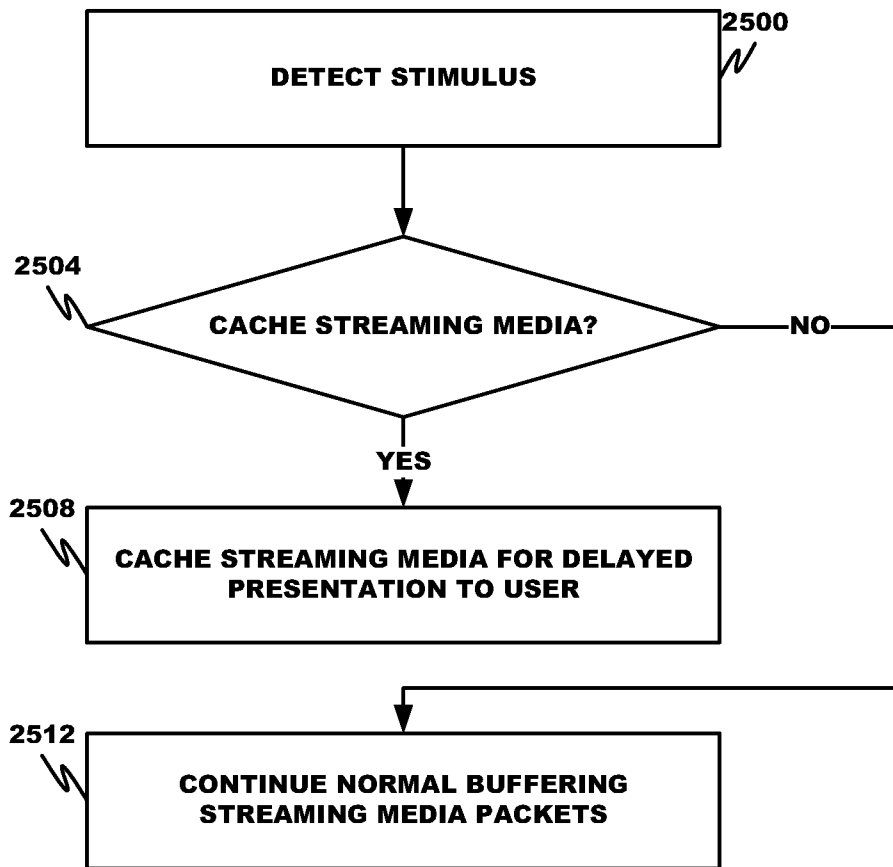 2500
DETECT STIMULUS
2504
CACHE STREAMING MEDIA?
NO
YES
2508
CACHE STREAMING MEDIA FOR DELAYED
PRESENTATION TO USER
2512
CONTINUE NORMAL BUFFERING
STREAMING MEDIA PACKETS